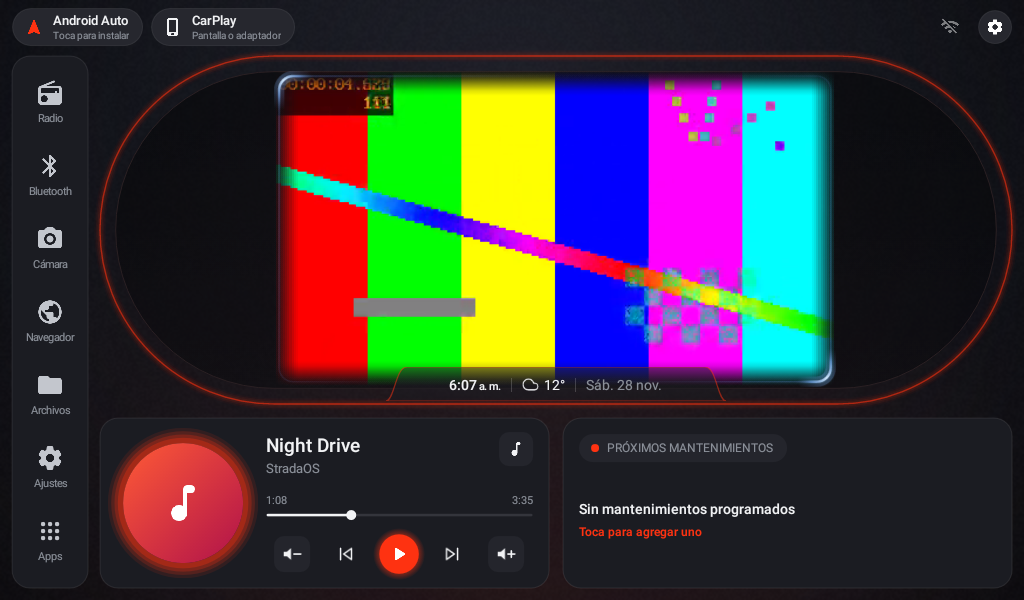 Android Auto
Toca para instalar
CarPlay
Pantalla o adaptador
Radio
Bluetooth
Cámara
Navegador
Archivos
Ajustes
Apps
111
6:07 a. m.
12°
Sáb. 28 nov.
Night Drive
StradaOS
1:08
3:35
PRÓXIMOS MANTENIMIENTOS
Sin mantenimientos programados
Toca para agregar uno